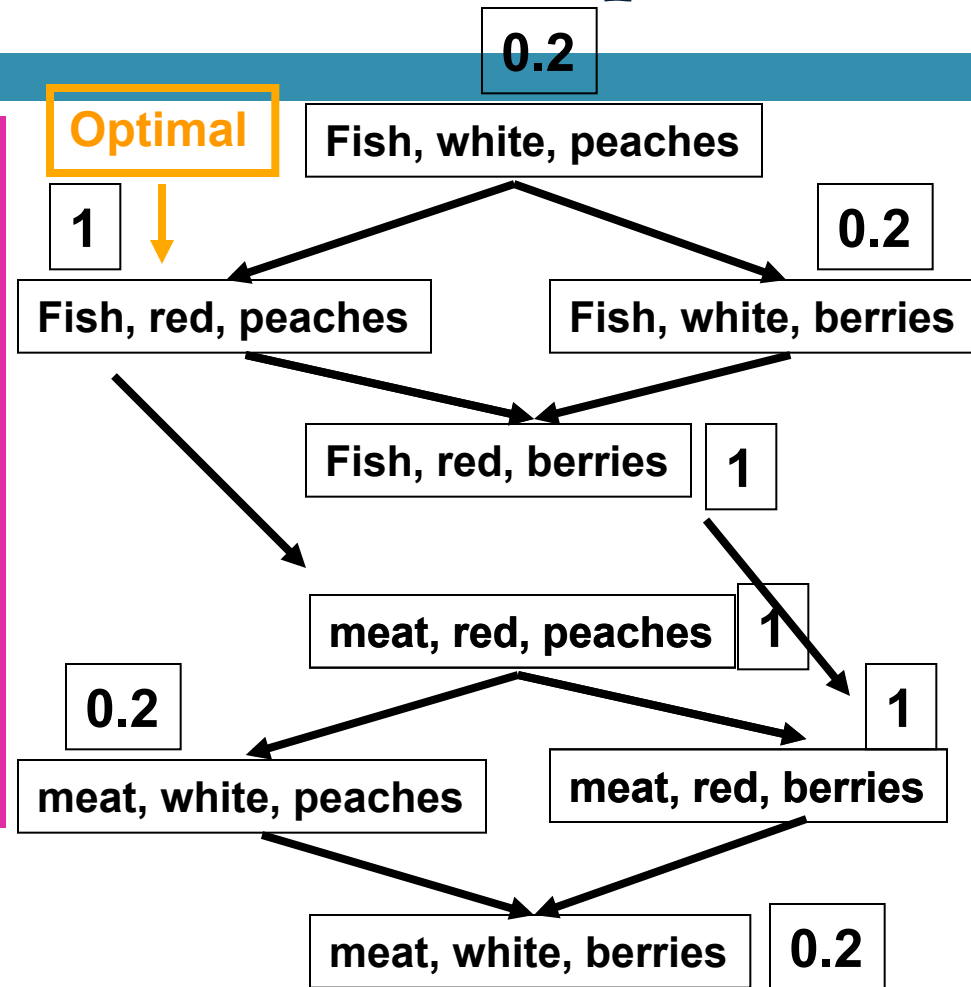 0.2
Optimal
Fish, white, peaches
1
0.2
Fish, red, peaches
Fish, white, berries
Fish, red, berries
1
meat, red, peaches
1
0.2
1
meat, white, peaches
meat, red, berries
meat, white, berries
0.2